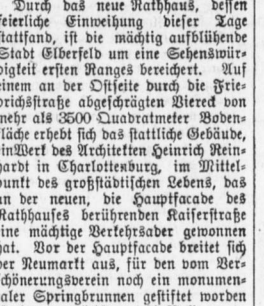 Durch das neue Rathhaus, dessen
feierliche Einweihung dieser Tage
stattfand, ist die mächtig aufblühende
Stadt Elberfeld um eine Sehenswür-
digkeit ersten Ranges bereichert. Auf
einem an der Ostseite durch die Frie-
drichsstraße abgeschrägten Viereck von
mehr als 3500 Quadratmeter Boden-
fläche erhebt sich das stattliche Gebäude,
ein Werk des Architekten Heinrich Rein-
hardt in Charlottenburg, im Mittel-
punkt des großstädtischen Lebens, das
an der neuen, die Hauptfacade des
Rathhauses berührenden Kaiserstraße
eine mächtige Verkehrsader gewonnen
hat. Vor der Hauptfacade breitet sich
der Neumarkt aus, für den vom Ver-
schönerungsverein noch ein monumen-
taler Springbrunnen gestiftet worden